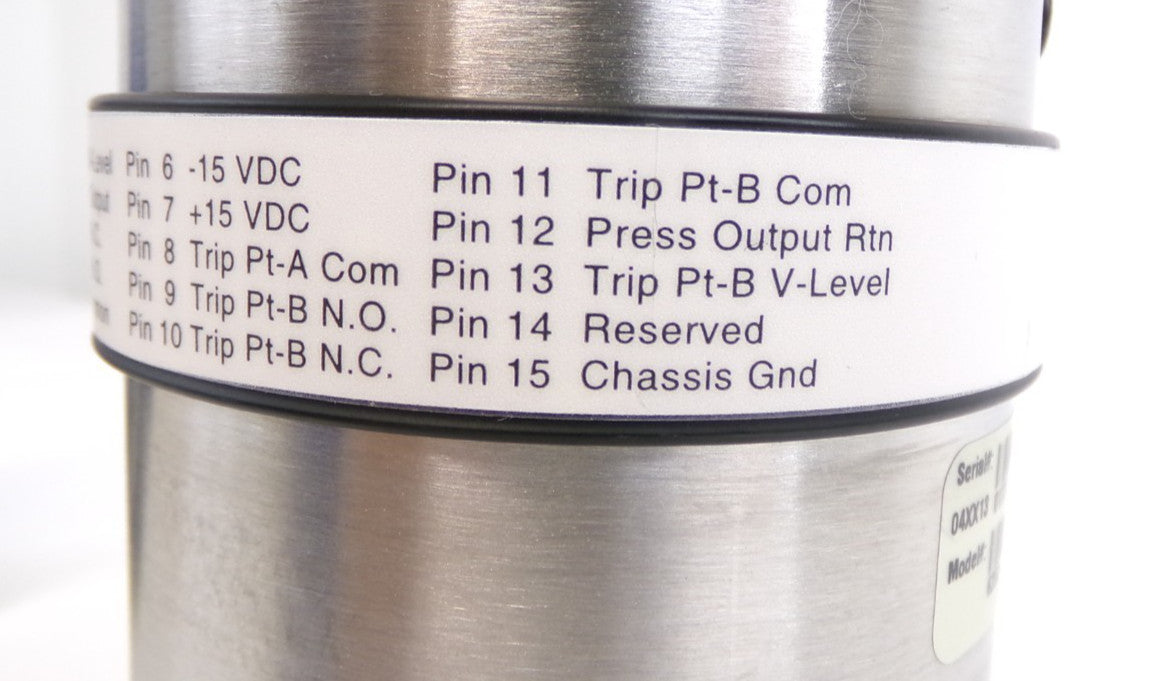 Pin 6 -15 VDC
Pin 7 +15 VDC
Pin 8 Trip Pt-A Com
Pin 9 Trip Pt-B N.O.
Pin 10 Trip Pt-B N.C.
Pin 11 Trip Pt-B Com
Pin 12 Press Output Rtn
Pin 13 Trip Pt-B V-Level
Pin 14 Reserved
Pin 15 Chassis Gnd
Serial#:
04XX13
Model#: